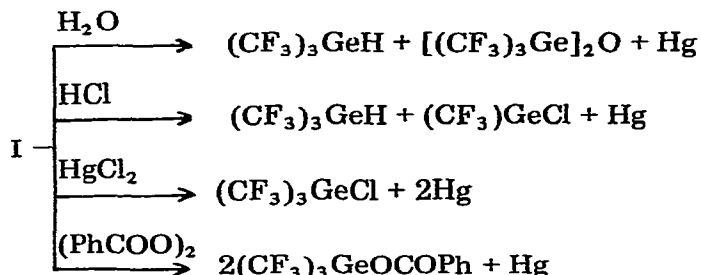 H₂O
(CF₃)₃GeH + [(CF₃)₃Ge]₂O + Hg
HCl
(CF₃)₃GeH + (CF₃)GeCl + Hg
I
HgCl₂
(CF₃)₃GeCl + 2Hg
(PhCOO)₂
2(CF₃)₃GeOCOPh + Hg